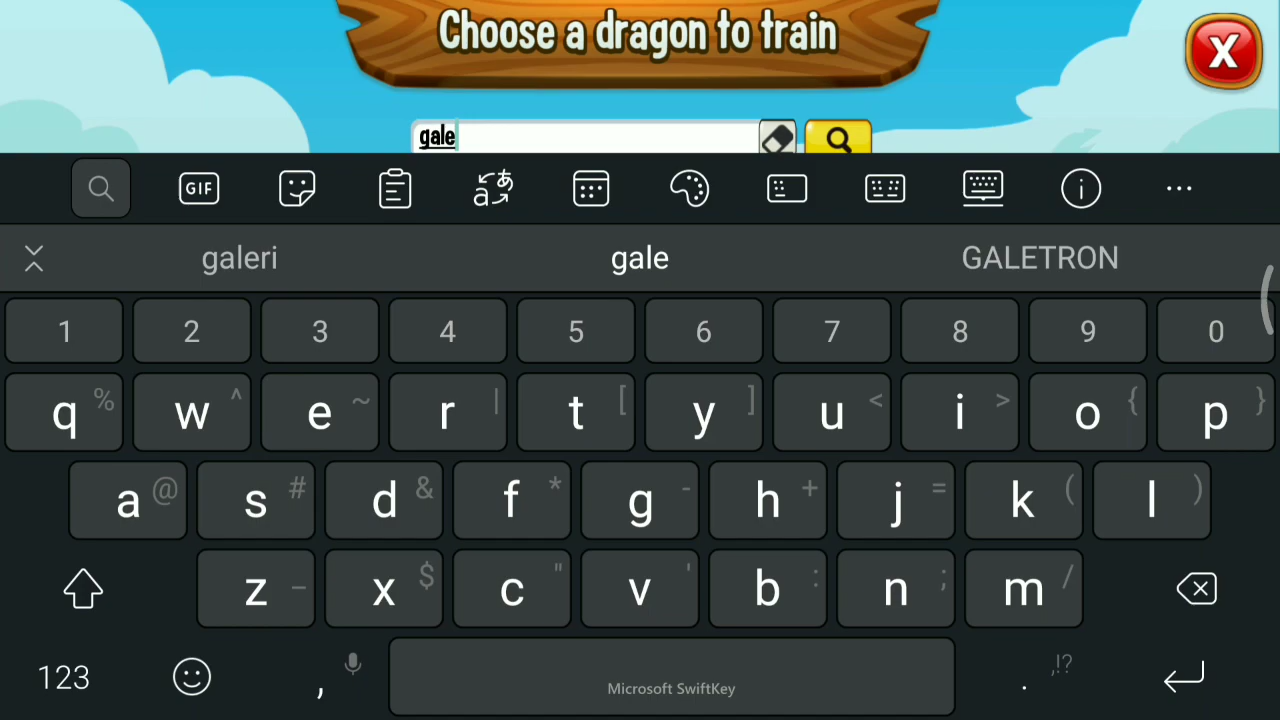 Choose a dragon to train
X
gale
GIF
galeri gale GALETRON
1 2 3 4 5 6 7 8 9 0
q % w ^ e ~ r | t [ y ] u < i > o { p }
a @ s # d & f * g - h + j = k ( l )
z _ x $ c " v ' b : n ; m /
123 , Microsoft SwiftKey . ,!?